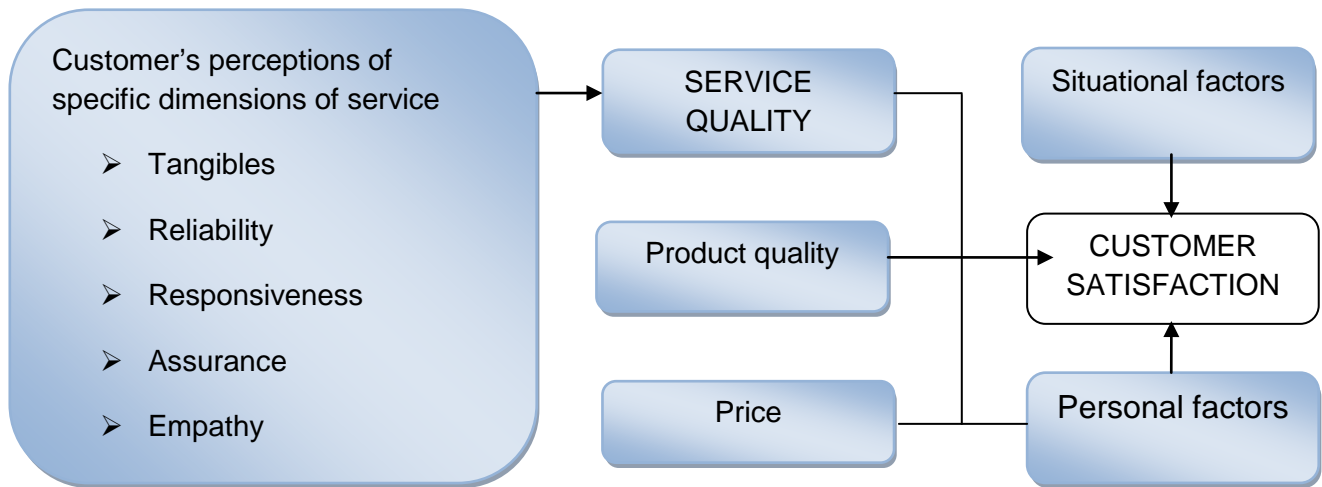 Customer’s perceptions of
specific dimensions of service
➢ Tangibles
➢ Reliability
➢ Responsiveness
➢ Assurance
➢ Empathy
SERVICE
QUALITY
Product quality
Price
Situational factors
CUSTOMER
SATISFACTION
Personal factors